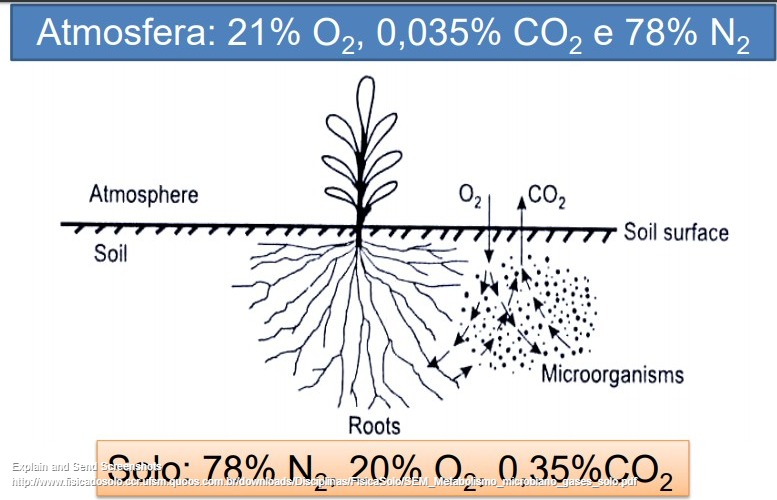 Atmosfera: 21% O₂, 0,035% CO₂ e 78% N₂
Atmosphere
O₂
CO₂
Soil surface
Soil
Microorganisms
Roots
Solo: 78% N₂ 20% O₂ 0,35%CO₂
Explain and Send Screenshots
http://www.fisicadosolo.ccr.ufsm.quoos.com.br/downloads/Disciplinas/FisicaSolo/SEM_Metabolismo_microbiano_gases_solo.pdf